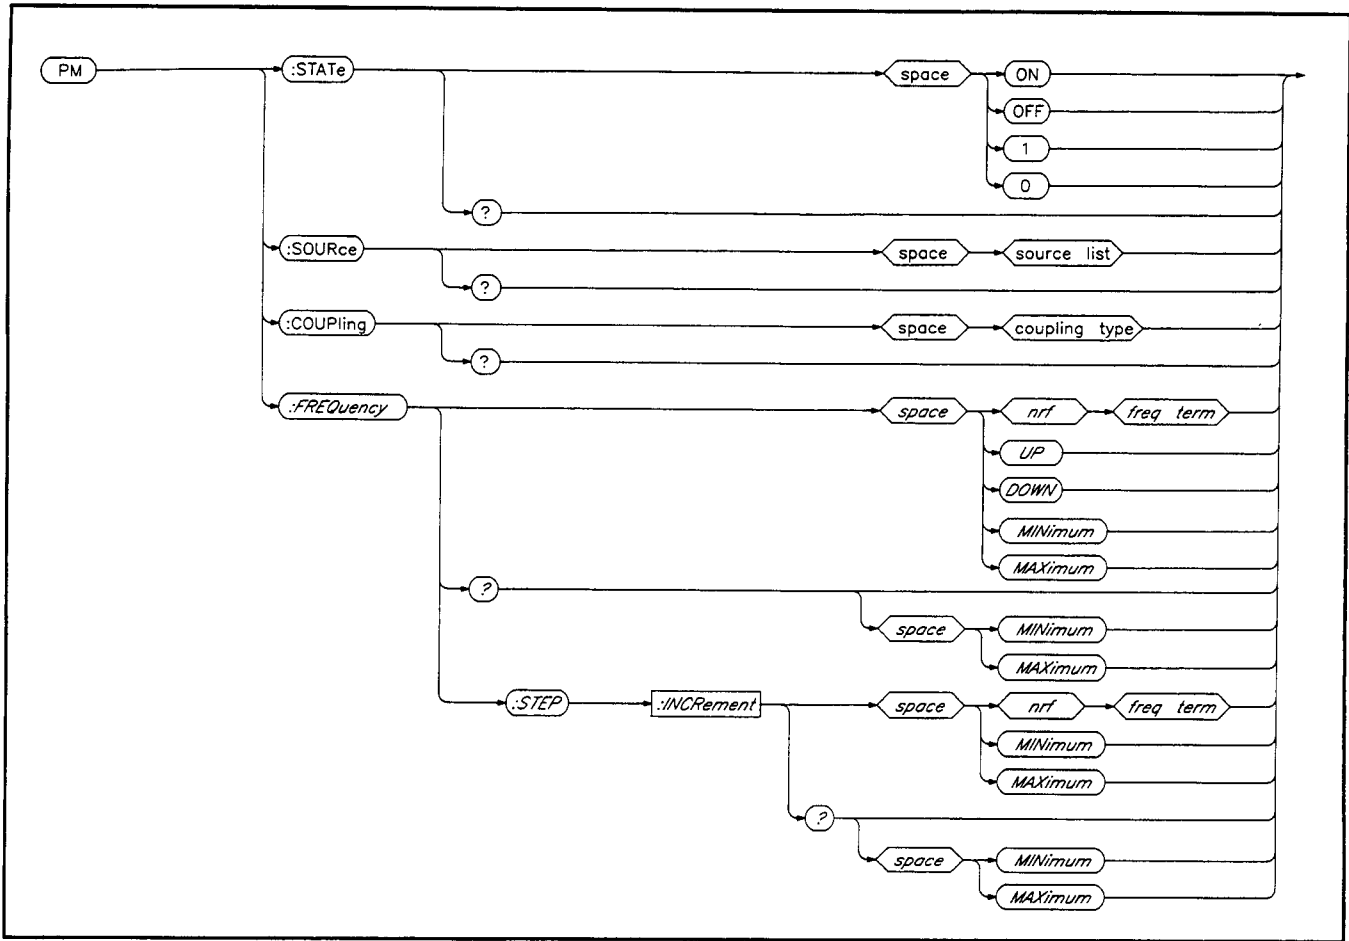 PM :STATe space ON
OFF
1
0
?
:SOURce space source list
?
:COUPling space coupling type
?
:FREQuency space nrf freq term
UP
DOWN
MINimum
MAXimum
?
space MINimum
MAXimum
:STEP :INCRement space nrf freq term
MINimum
MAXimum
?
space MINimum
MAXimum